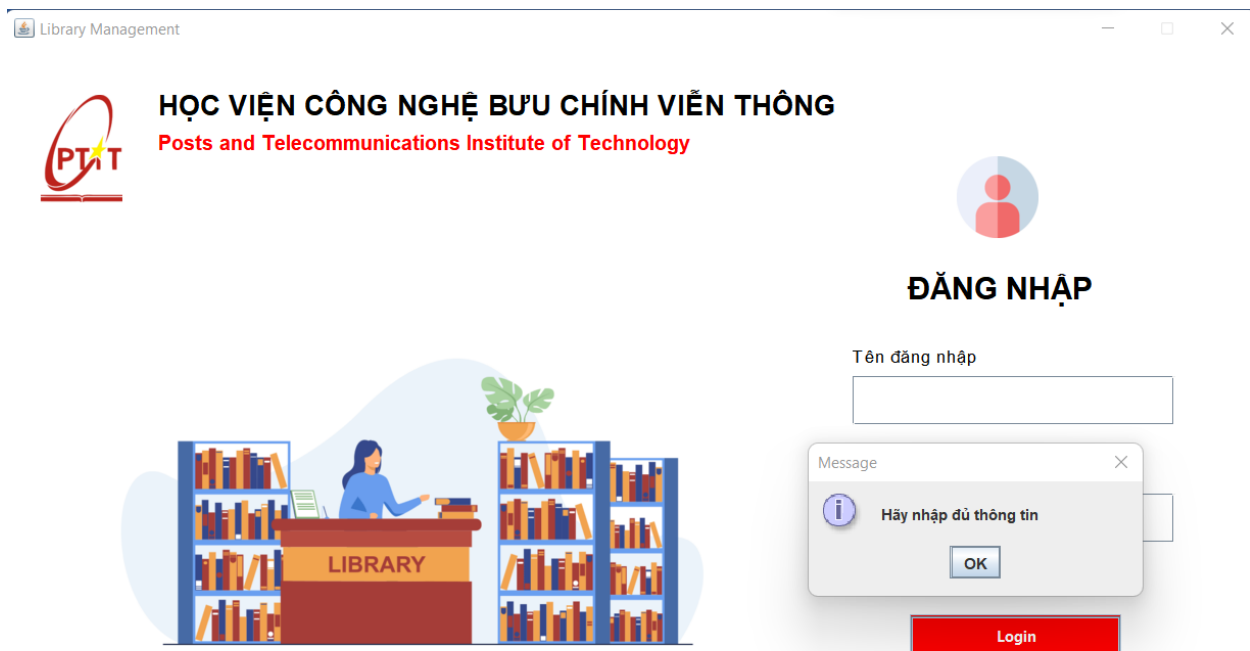 Library Management
HỌC VIỆN CÔNG NGHỆ BƯU CHÍNH VIỄN THÔNG
Posts and Telecommunications Institute of Technology
PTIT
ĐĂNG NHẬP
Tên đăng nhập
Message
Hãy nhập đủ thông tin
OK
LIBRARY
Login